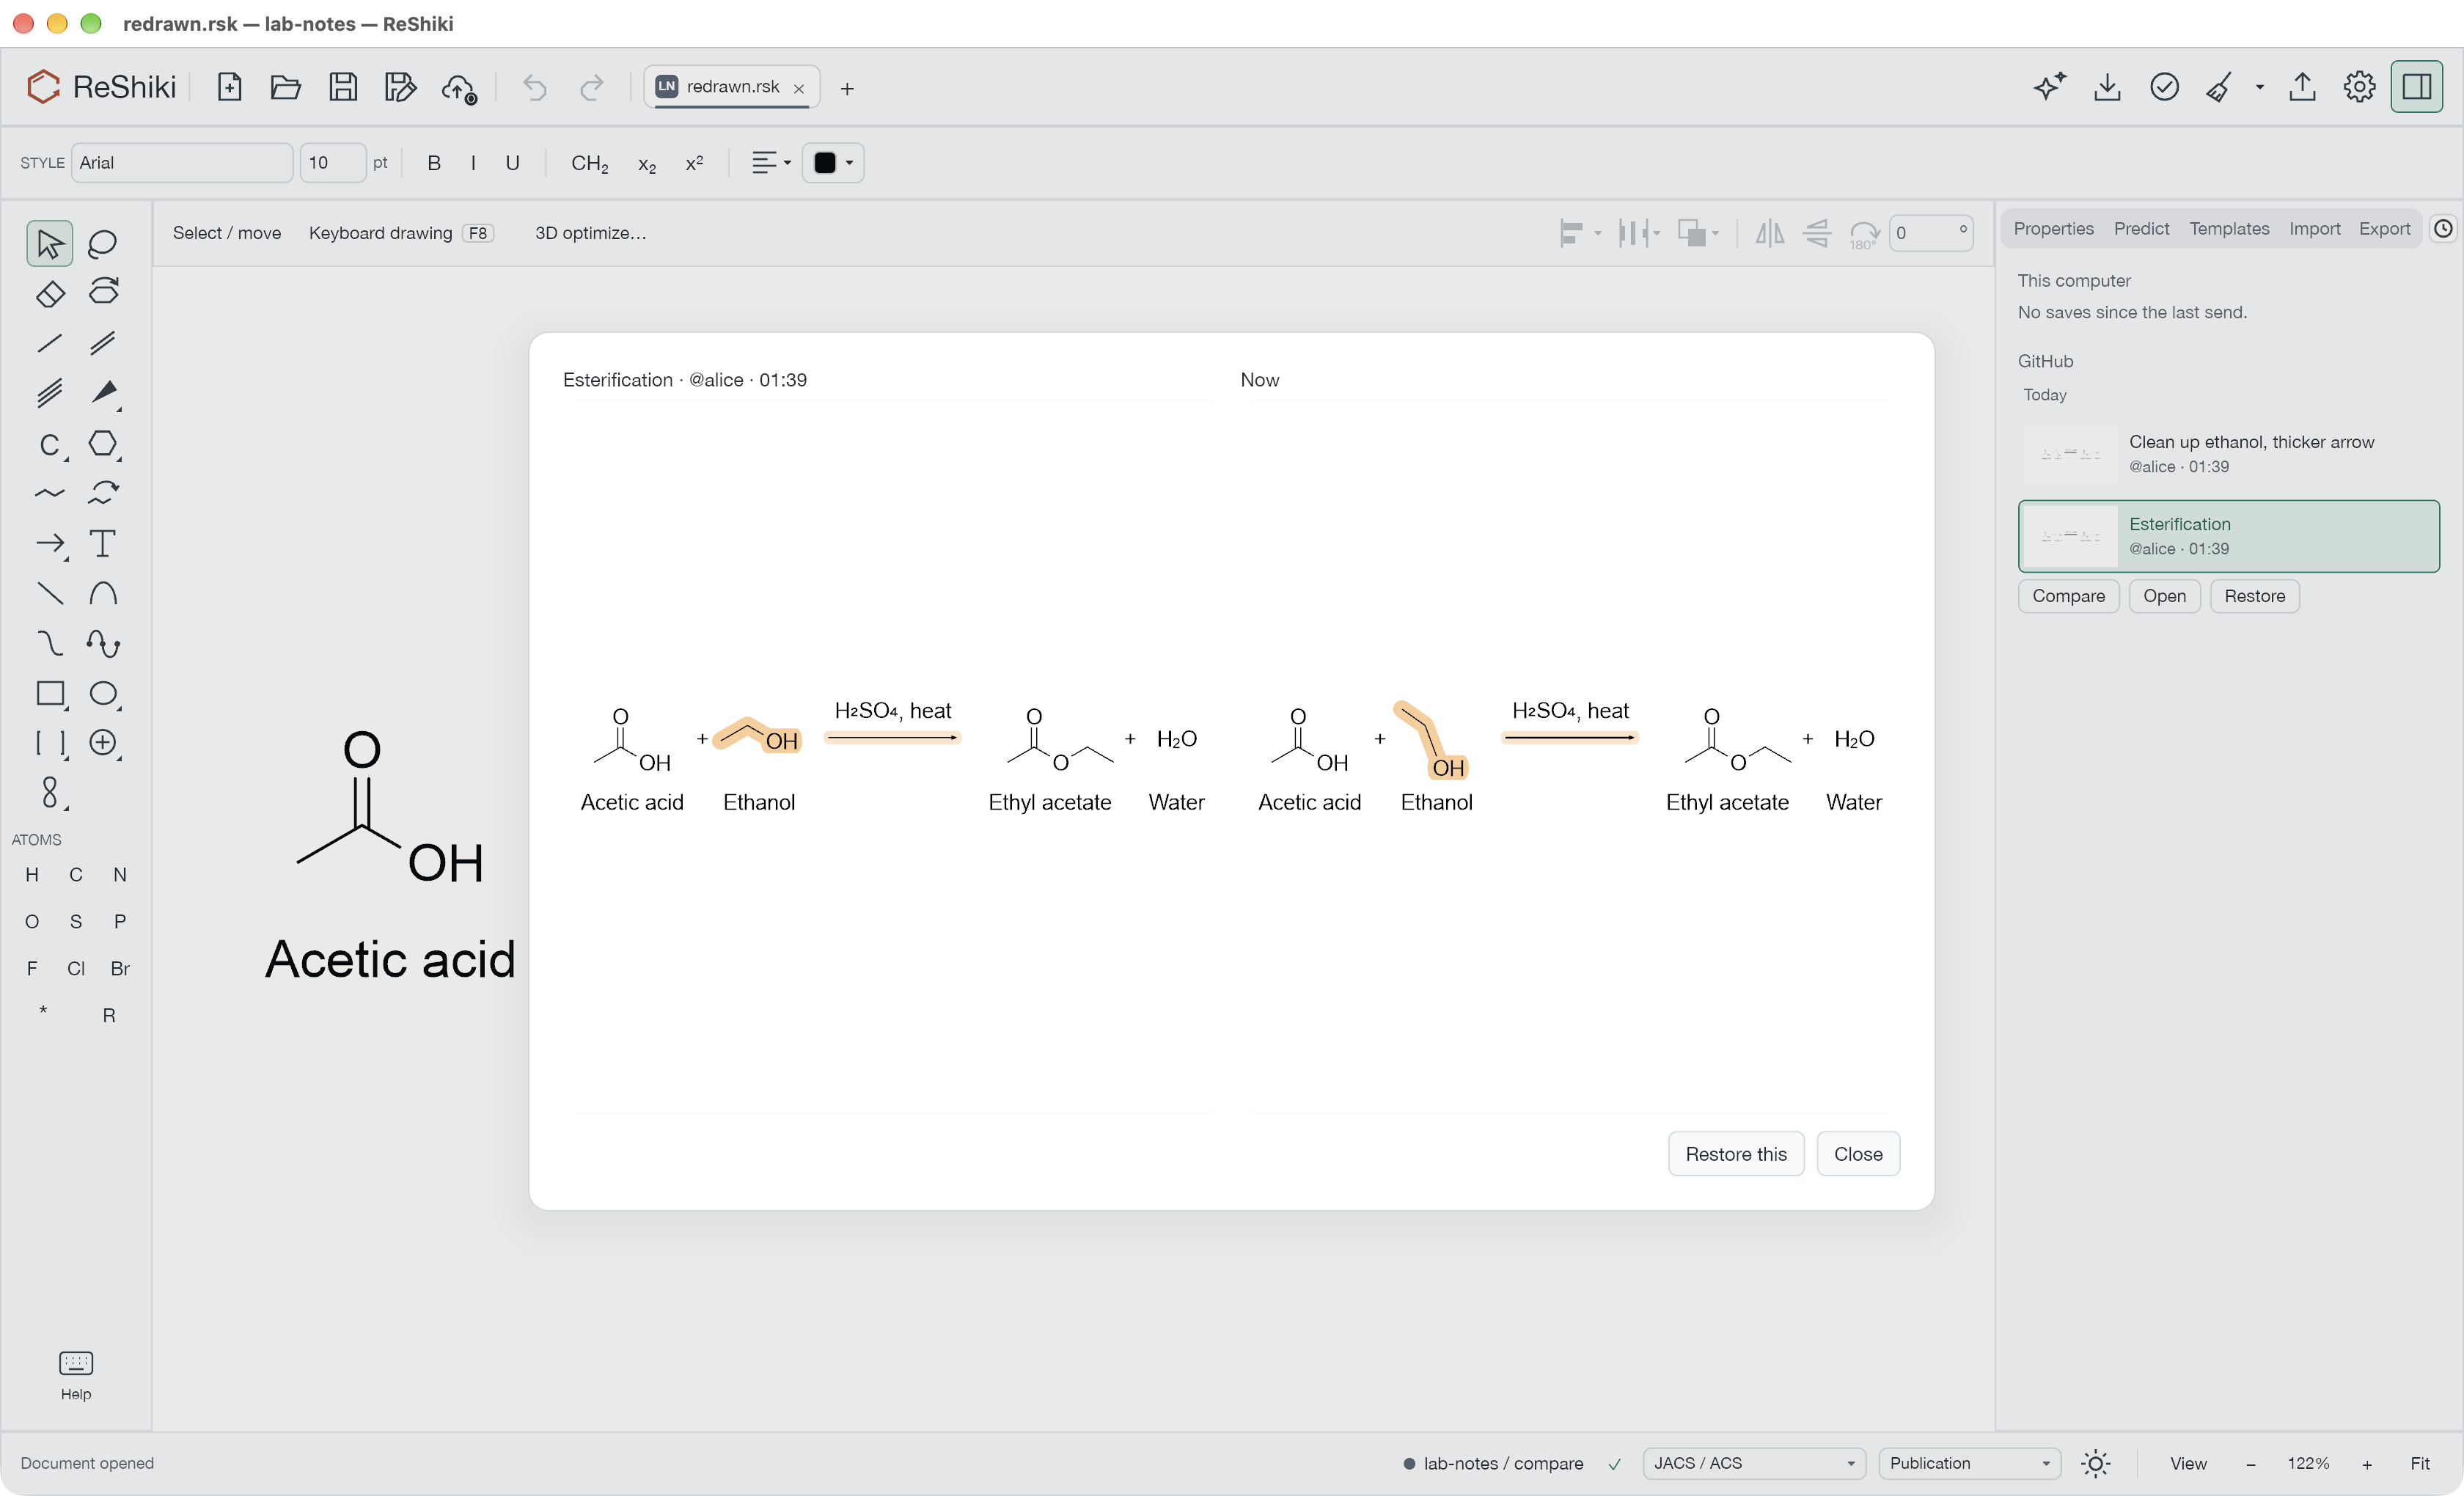 redrawn.rsk — lab-notes — ReShiki
ReShiki
LN redrawn.rsk × +
STYLE Arial 10 pt B I U CH₂ x₂ x²
Select / move Keyboard drawing F8 3D optimize…
180° 0 °
Properties Predict Templates Import Export
This computer
No saves since the last send.
GitHub
Today
Clean up ethanol, thicker arrow
@alice · 01:39
Esterification
@alice · 01:39
Compare Open Restore
C
T
ATOMS
H C N
O S P
F Cl Br
* R
Help
O
OH
Acetic acid
Esterification · @alice · 01:39
Now
O
OH
+
OH
H₂SO₄, heat
O
O
+
H₂O
Acetic acid Ethanol Ethyl acetate Water
O
OH
+
OH
H₂SO₄, heat
O
O
+
H₂O
Acetic acid Ethanol Ethyl acetate Water
Restore this Close
Document opened
lab-notes / compare ✓ JACS / ACS Publication View − 122% + Fit